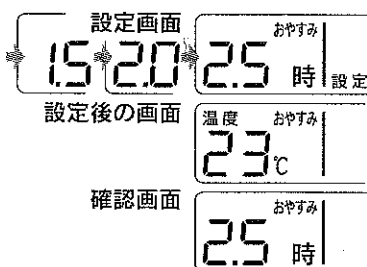 設定画面
おやすみ
1.5 2.0 2.5 時 設定
設定後の画面
温度 おやすみ
23℃
確認画面
おやすみ
2.5 時